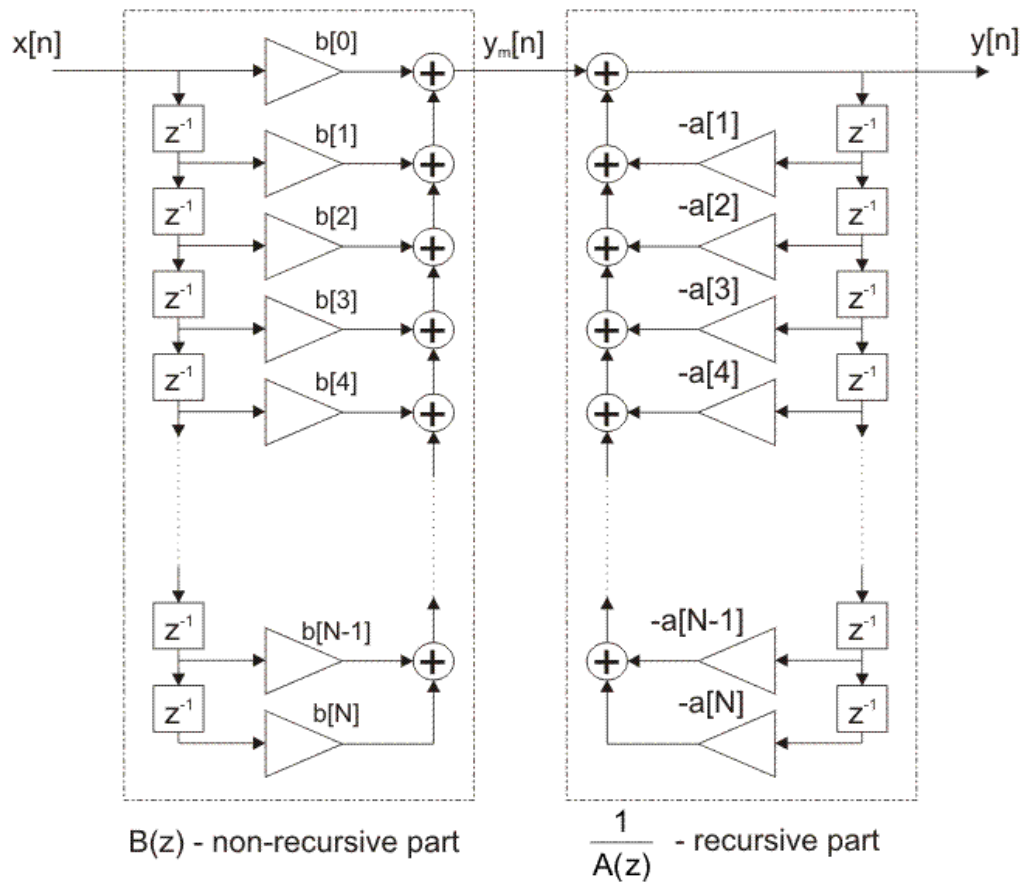 x[n]
b[0]
yₘ[n]
y[n]
+
+
z⁻¹
b[1]
+
+
-a[1]
z⁻¹
z⁻¹
b[2]
+
+
-a[2]
z⁻¹
z⁻¹
b[3]
+
+
-a[3]
z⁻¹
z⁻¹
b[4]
+
+
-a[4]
z⁻¹
z⁻¹
b[N-1]
+
+
-a[N-1]
z⁻¹
z⁻¹
b[N]
-a[N]
z⁻¹
B(z) - non-recursive part
1
A(z)
- recursive part